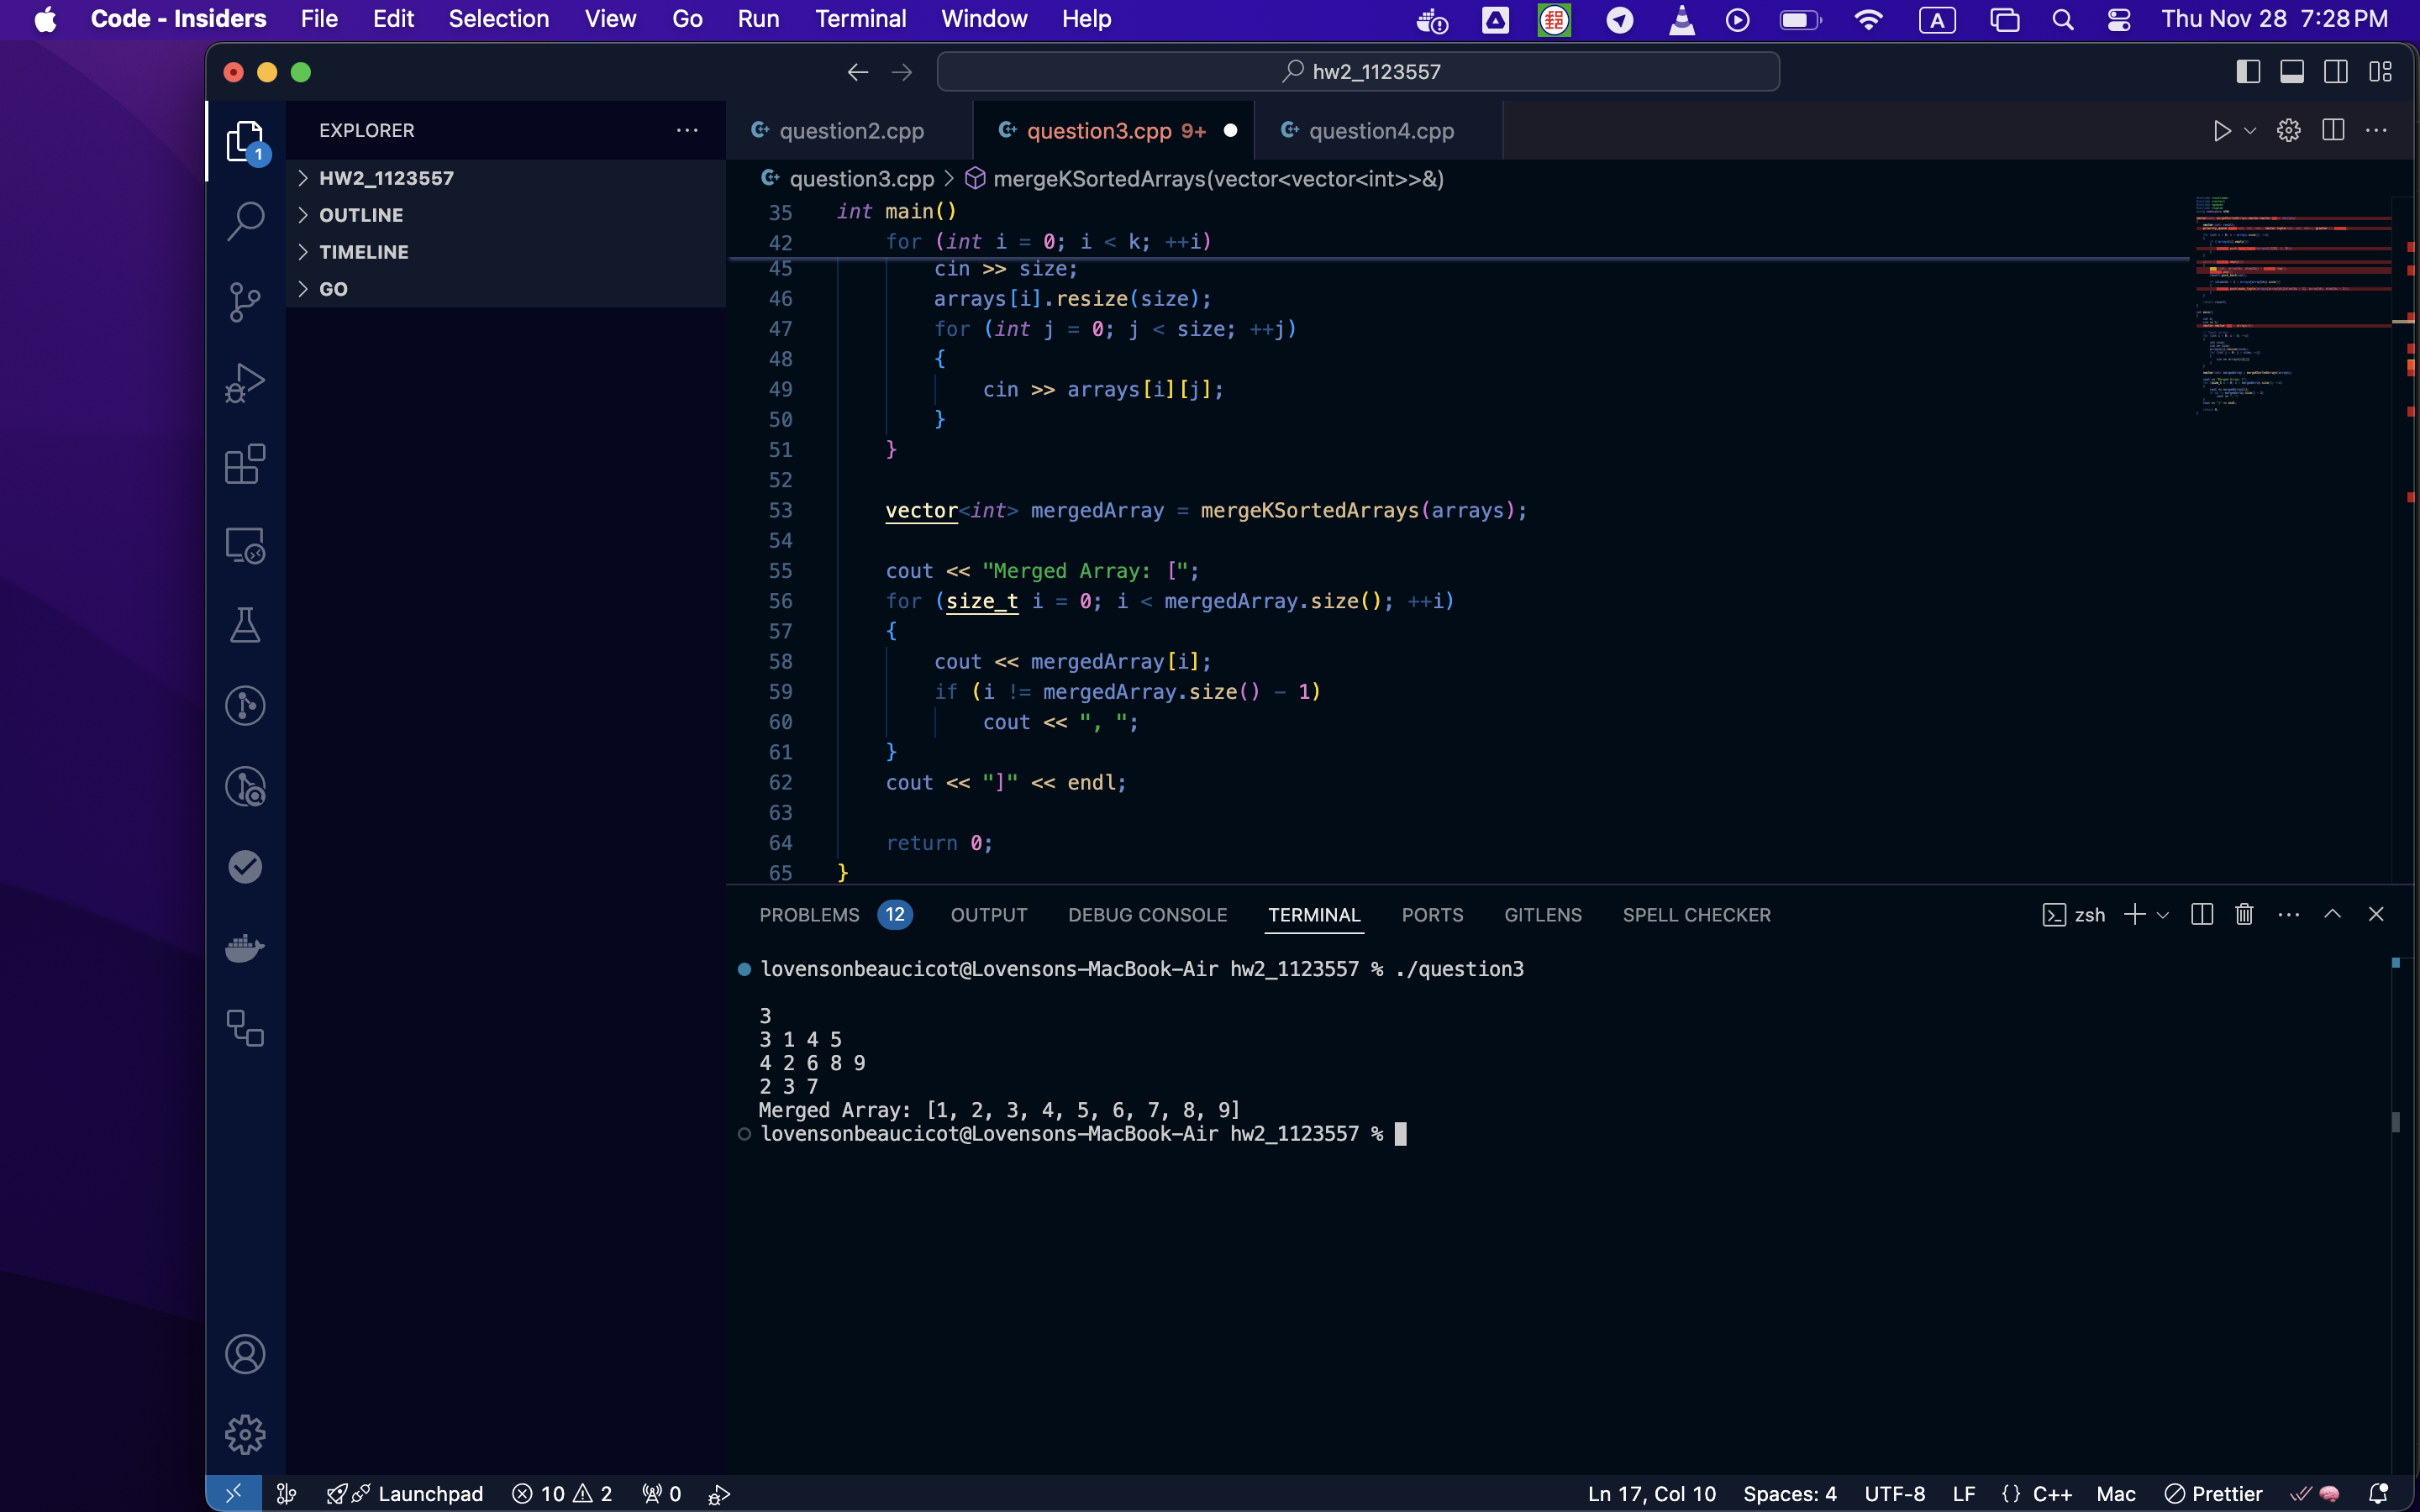 Code - Insiders File Edit Selection View Go Run Terminal Window Help A Thu Nov 28 7:28 PM
hw2_1123557
EXPLORER
1
HW2_1123557
OUTLINE
TIMELINE
GO
question2.cpp question3.cpp 9+ question4.cpp
question3.cpp > mergeKSortedArrays(vector<vector<int>>&)
35 int main()
42 for (int i = 0; i < k; ++i)
45 cin >> size;
46 arrays[i].resize(size);
47 for (int j = 0; j < size; ++j)
48 {
49 cin >> arrays[i][j];
50 }
51 }
52
53 vector<int> mergedArray = mergeKSortedArrays(arrays);
54
55 cout << "Merged Array: [";
56 for (size_t i = 0; i < mergedArray.size(); ++i)
57 {
58 cout << mergedArray[i];
59 if (i != mergedArray.size() - 1)
60 cout << ", ";
61 }
62 cout << "]" << endl;
63
64 return 0;
65 }
PROBLEMS 12 OUTPUT DEBUG CONSOLE TERMINAL PORTS GITLENS SPELL CHECKER zsh
lovensonbeaucicot@Lovensons-MacBook-Air hw2_1123557 % ./question3
3
3 1 4 5
4 2 6 8 9
2 3 7
Merged Array: [1, 2, 3, 4, 5, 6, 7, 8, 9]
lovensonbeaucicot@Lovensons-MacBook-Air hw2_1123557 %
Launchpad 10 2 0 Ln 17, Col 10 Spaces: 4 UTF-8 LF {} C++ Mac Prettier